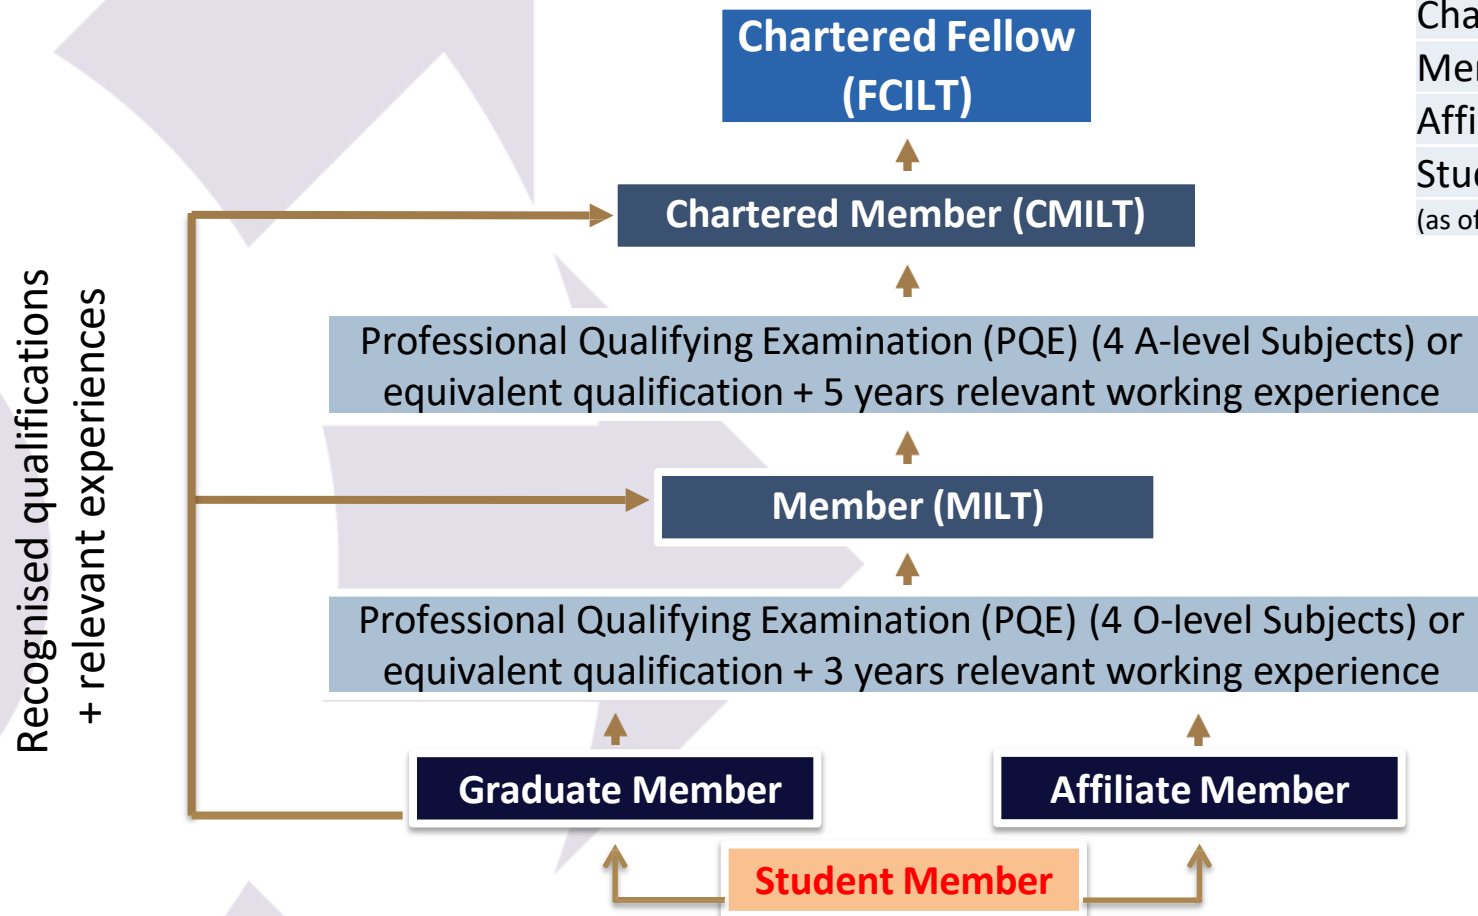 Chartered Fellow
(FCILT)
Chartered Member (CMILT)
Professional Qualifying Examination (PQE) (4 A-level Subjects) or
equivalent qualification + 5 years relevant working experience
Member (MILT)
Professional Qualifying Examination (PQE) (4 O-level Subjects) or
equivalent qualification + 3 years relevant working experience
Graduate Member
Affiliate Member
Student Member
Recognised qualifications
+ relevant experiences
(as of